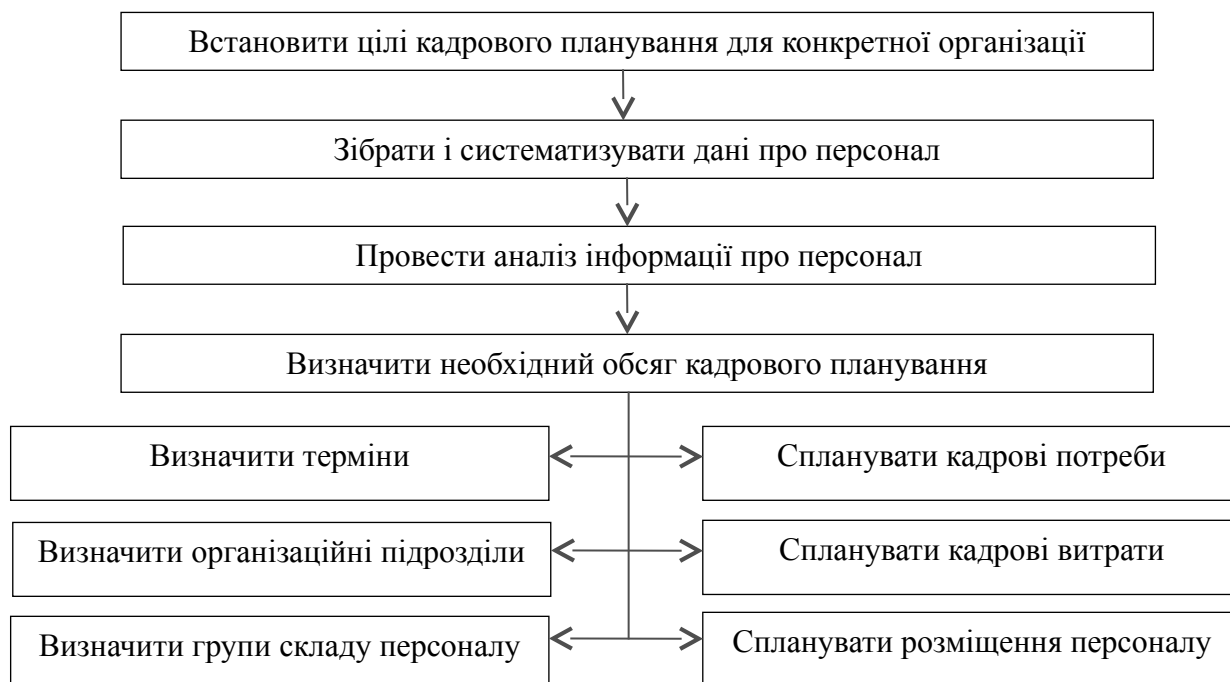 Встановити цілі кадрового планування для конкретної організації
Зібрати і систематизувати дані про персонал
Провести аналіз інформації про персонал
Визначити необхідний обсяг кадрового планування
Визначити терміни
Спланувати кадрові потреби
Визначити організаційні підрозділи
Спланувати кадрові витрати
Визначити групи складу персоналу
Спланувати розміщення персоналу